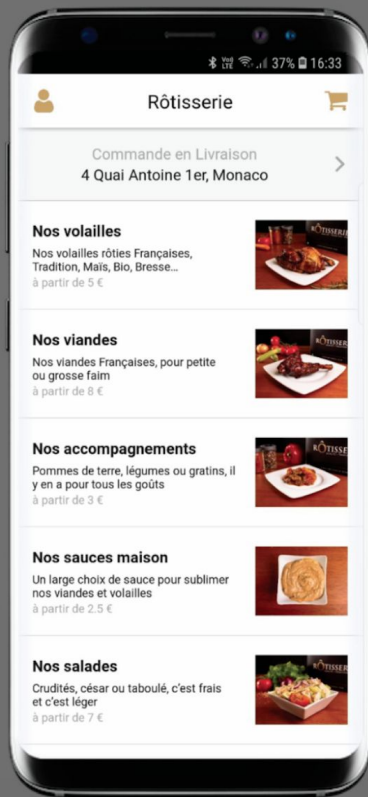 37% 16:33
Rôtisserie
Commande en Livraison
4 Quai Antoine 1er, Monaco
Nos volailles
Nos volailles rôties Françaises,
Tradition, Maïs, Bio, Bresse...
à partir de 5 €
RÔTISSERIE
Nos viandes
Nos viandes Françaises, pour petite
ou grosse faim
à partir de 8 €
RÔTISSER
Nos accompagnements
Pommes de terre, légumes ou gratins, il
y en a pour tous les goûts
à partir de 3 €
RÔTISSE
Nos sauces maison
Un large choix de sauce pour sublimer
nos viandes et volailles
à partir de 2.5 €
Nos salades
Crudités, césar ou taboulé, c'est frais
et c'est léger
à partir de 7 €
RÔTISSER